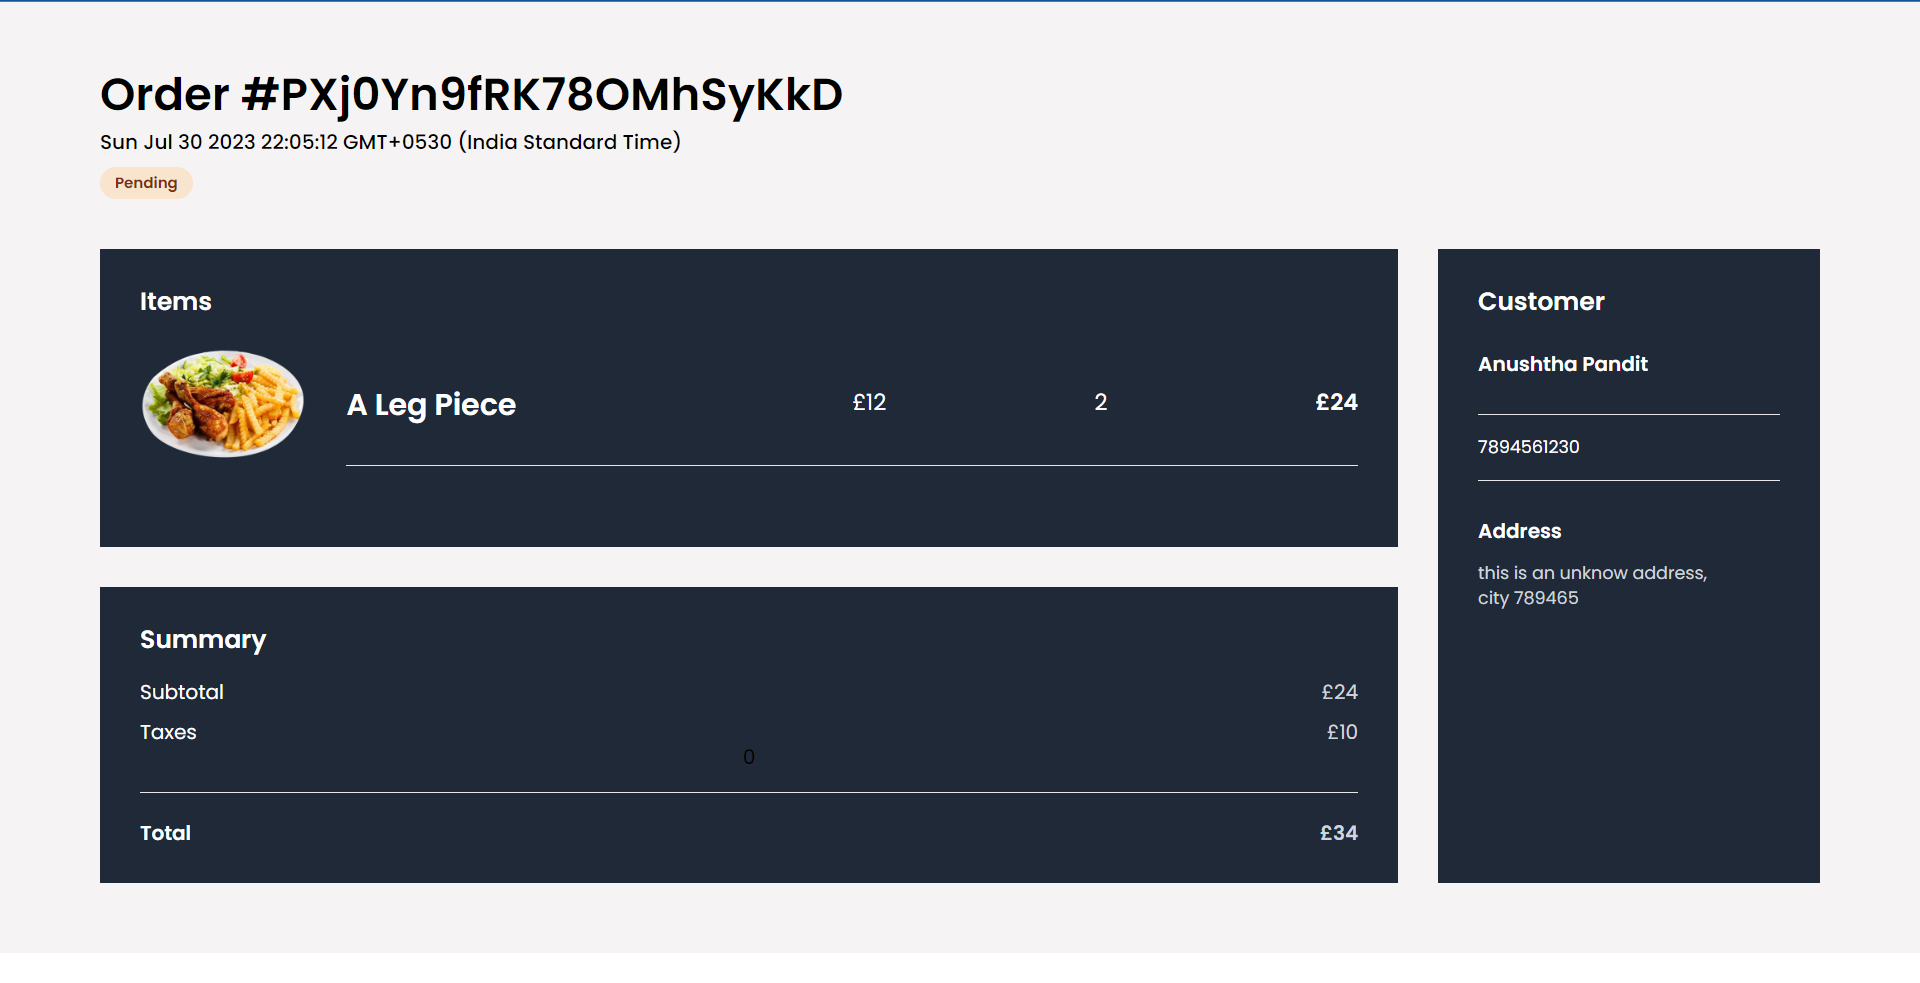 Order #PXj0Yn9fRK78OMhSyKkD
Sun Jul 30 2023 22:05:12 GMT+0530 (India Standard Time)
Pending
Items
A Leg Piece £12 2 £24
Summary
Subtotal £24
Taxes £10
0
Total £34
Customer
Anushtha Pandit
7894561230
Address
this is an unknow address,
city 789465